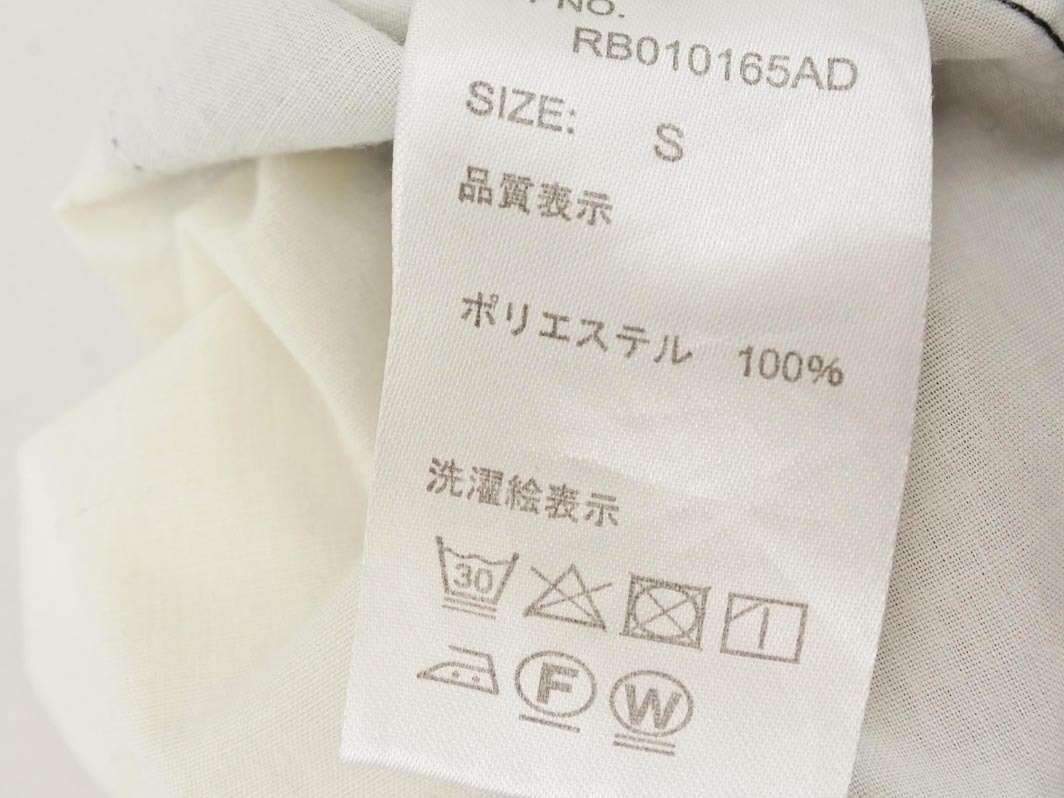 NO.
RB010165AD
SIZE: S
品質表示
ポリエステル 100%
洗濯絵表示
30
F W